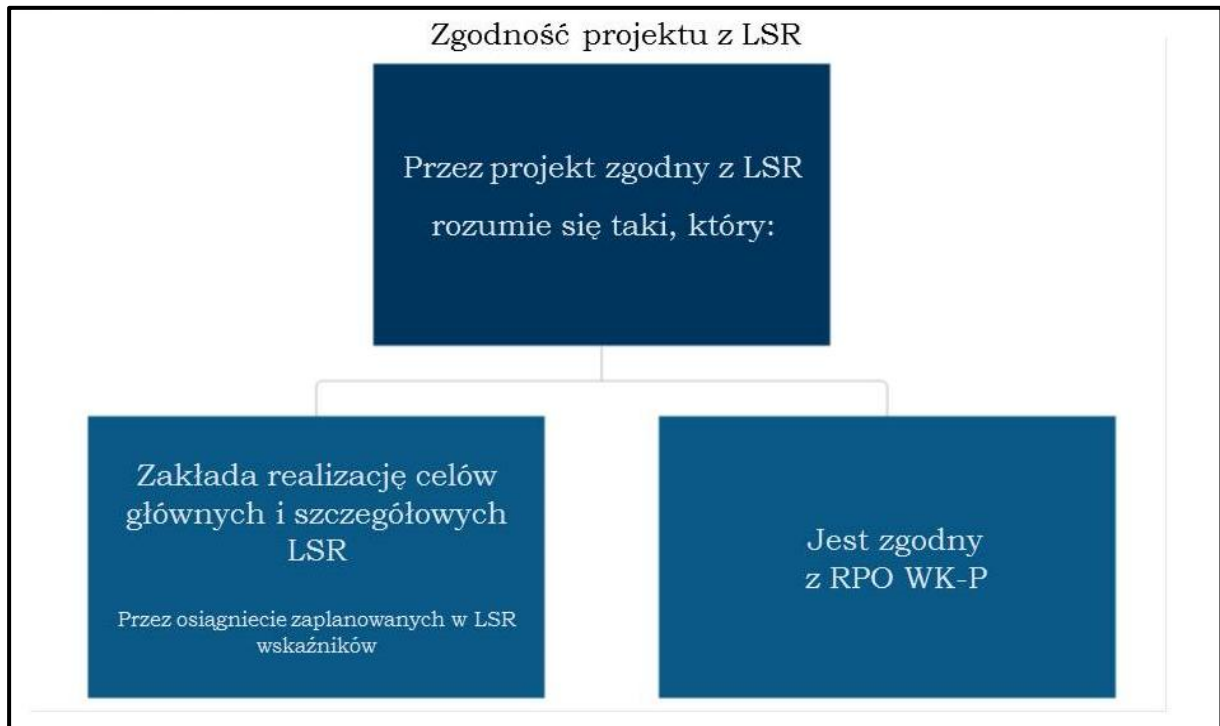 Zgodność projektu z LSR
Przez projekt zgodny z LSR
rozumie się taki, który:
Zakłada realizację celów
głównych i szczegółowych
LSR
Przez osiągniecie zaplanowanych w LSR
wskaźników
Jest zgodny
z RPO WK-P